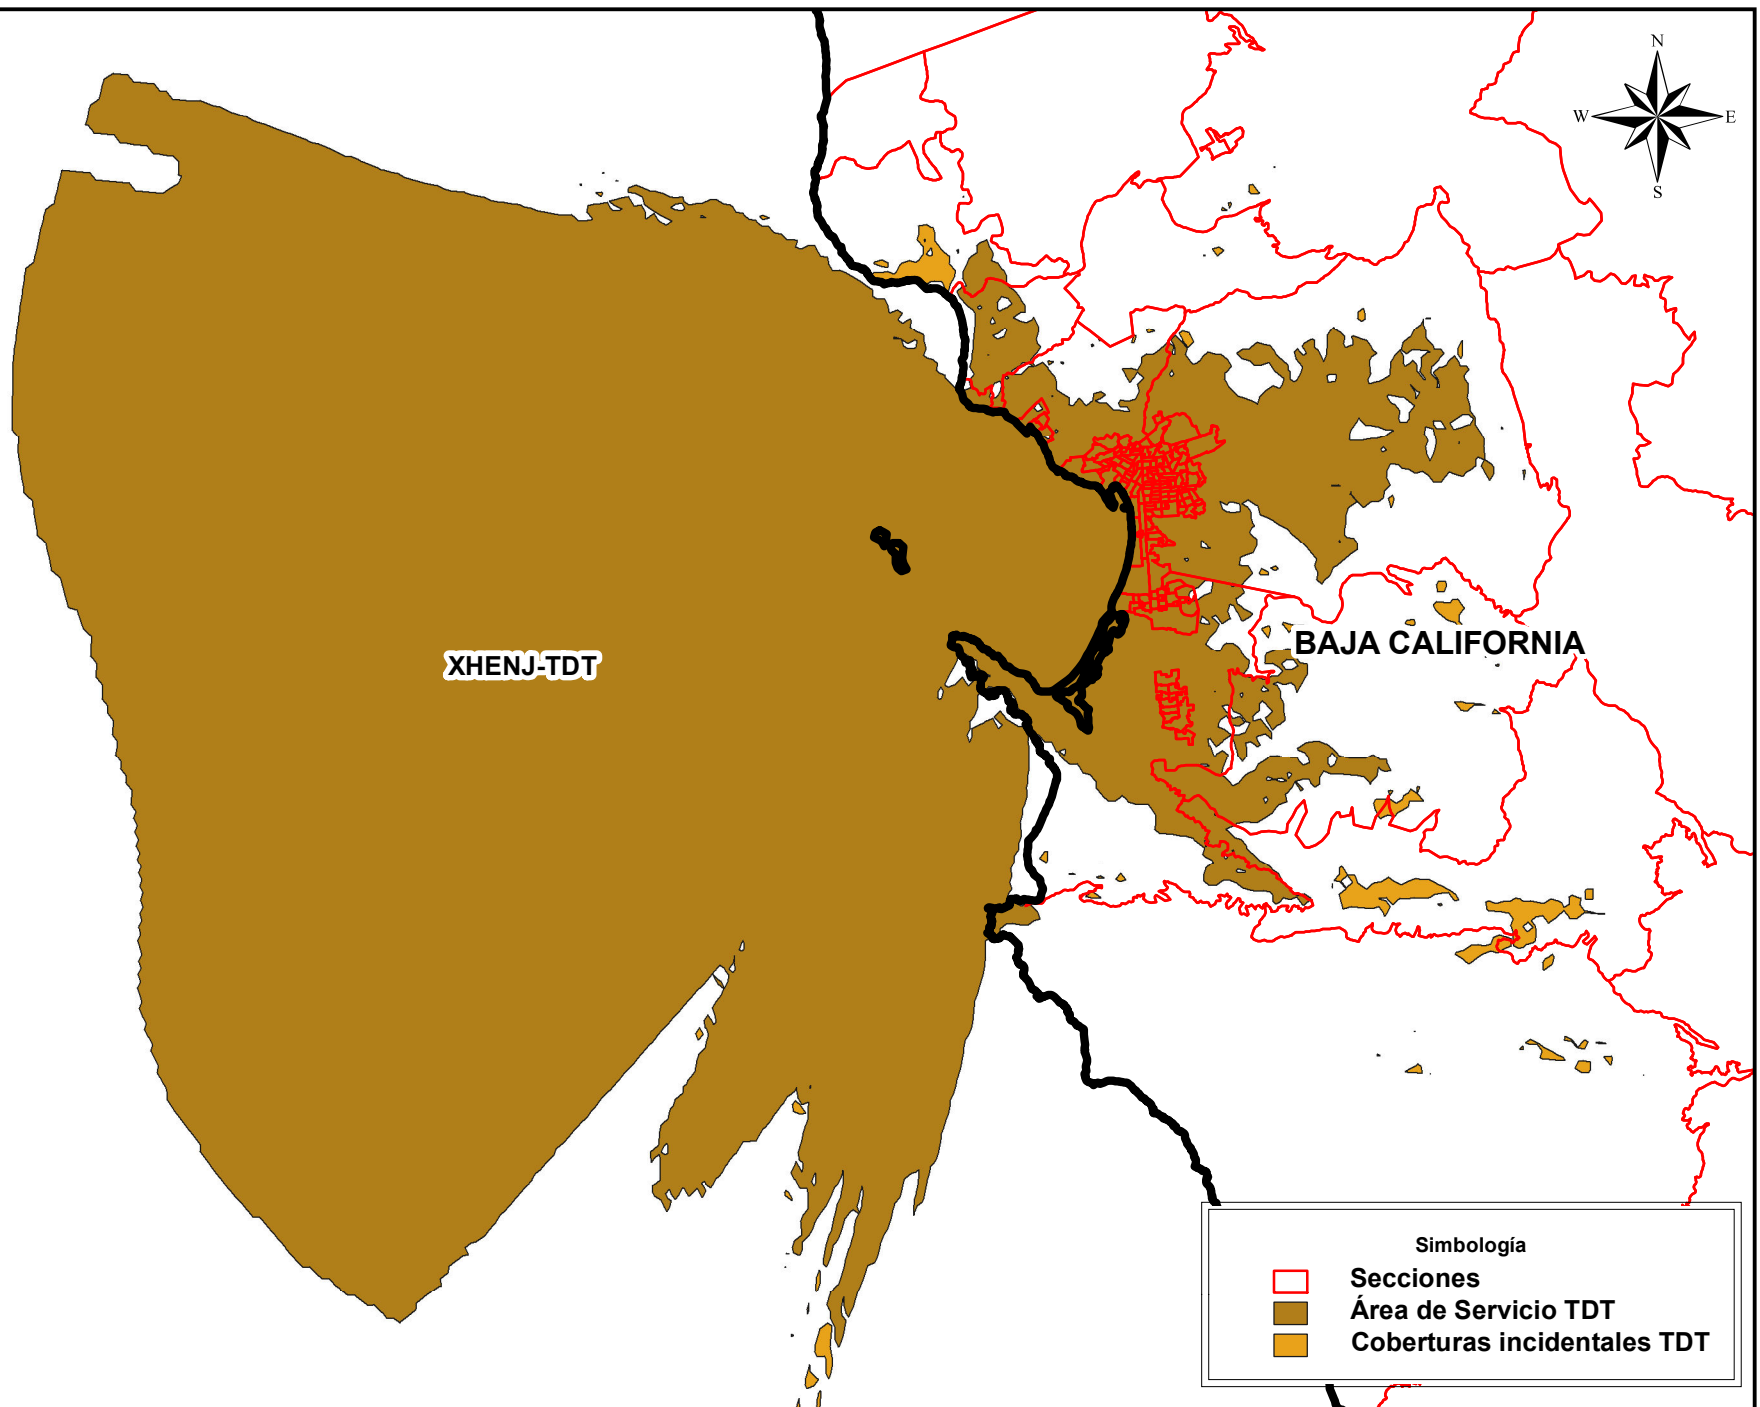 N
W E
S
BAJA CALIFORNIA
XHENJ-TDT
Simbología
Secciones
Área de Servicio TDT
Coberturas incidentales TDT